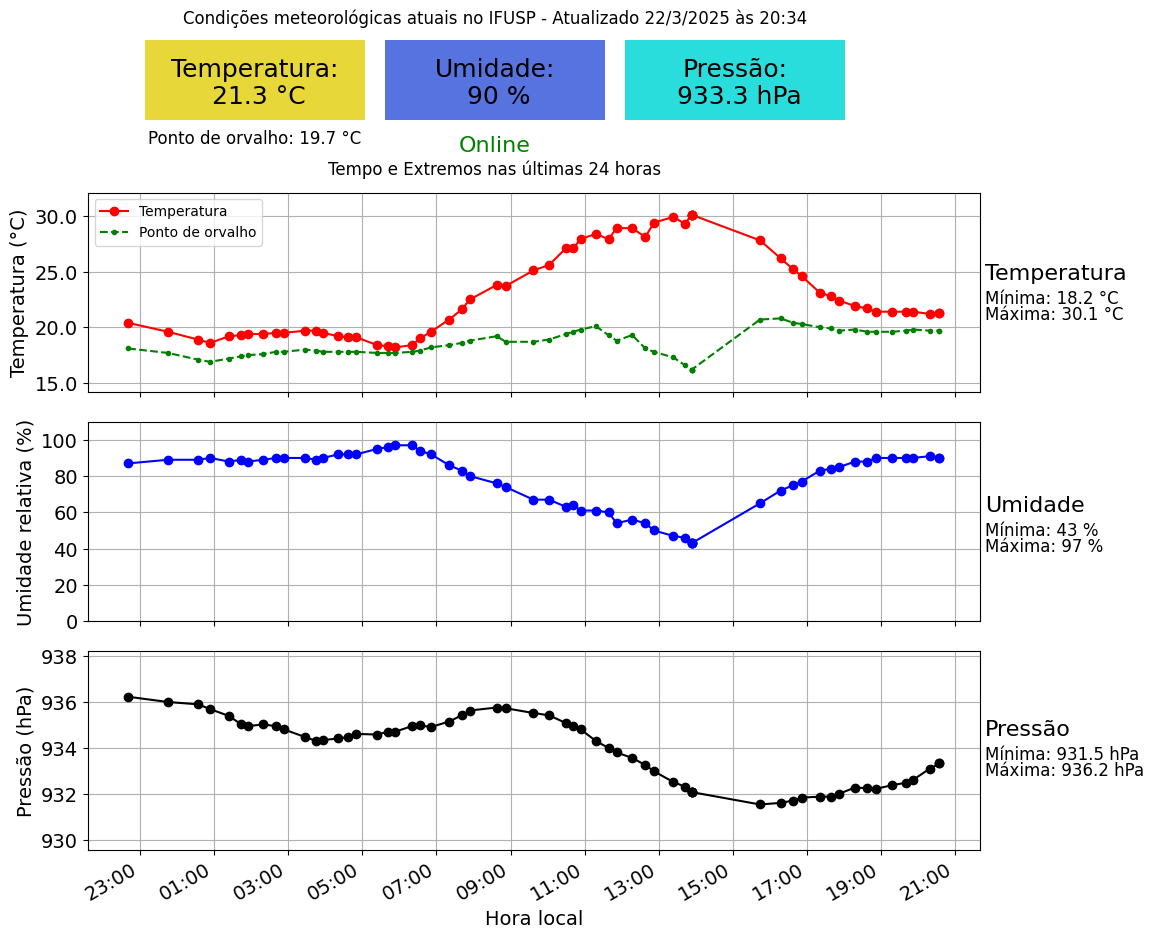 Condições meteorológicas atuais no IFUSP - Atualizado 22/3/2025 às 20:34
Temperatura:
21.3 °C
Umidade:
90 %
Pressão:
933.3 hPa
Ponto de orvalho: 19.7 °C
Online
Tempo e Extremos nas últimas 24 horas
Temperatura (°C)
30.0
25.0
20.0
15.0
Temperatura
Ponto de orvalho
Temperatura
Mínima: 18.2 °C
Máxima: 30.1 °C
Umidade relativa (%)
100
80
60
40
20
0
Umidade
Mínima: 43 %
Máxima: 97 %
Pressão (hPa)
938
936
934
932
930
Pressão
Mínima: 931.5 hPa
Máxima: 936.2 hPa
23:00 01:00 03:00 05:00 07:00 09:00 11:00 13:00 15:00 17:00 19:00 21:00
Hora local